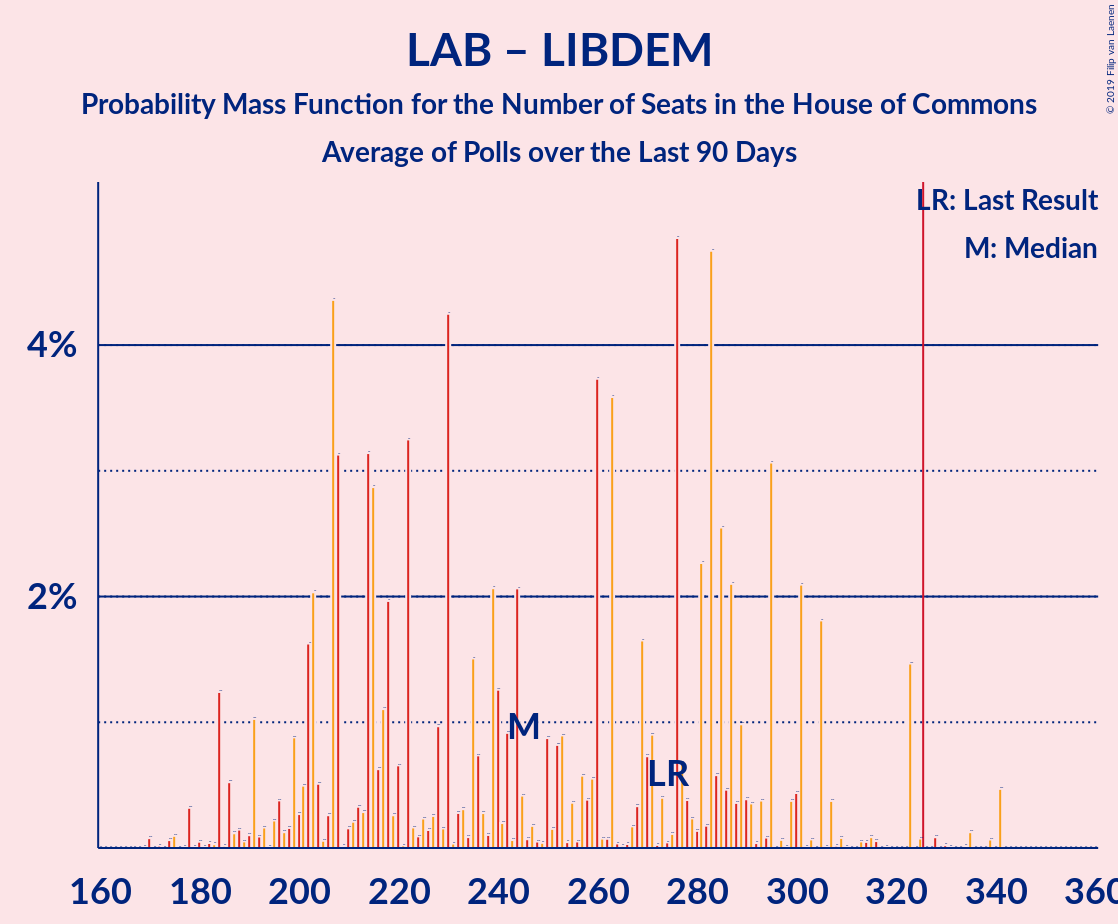 LAB – LIBDEM
Probability Mass Function for the Number of Seats in the House of Commons
Average of Polls over the Last 90 Days
© 2019 Filip van Laenen
LR: Last Result
M: Median
4%
2%
M
LR
160 180 200 220 240 260 280 300 320 340 360